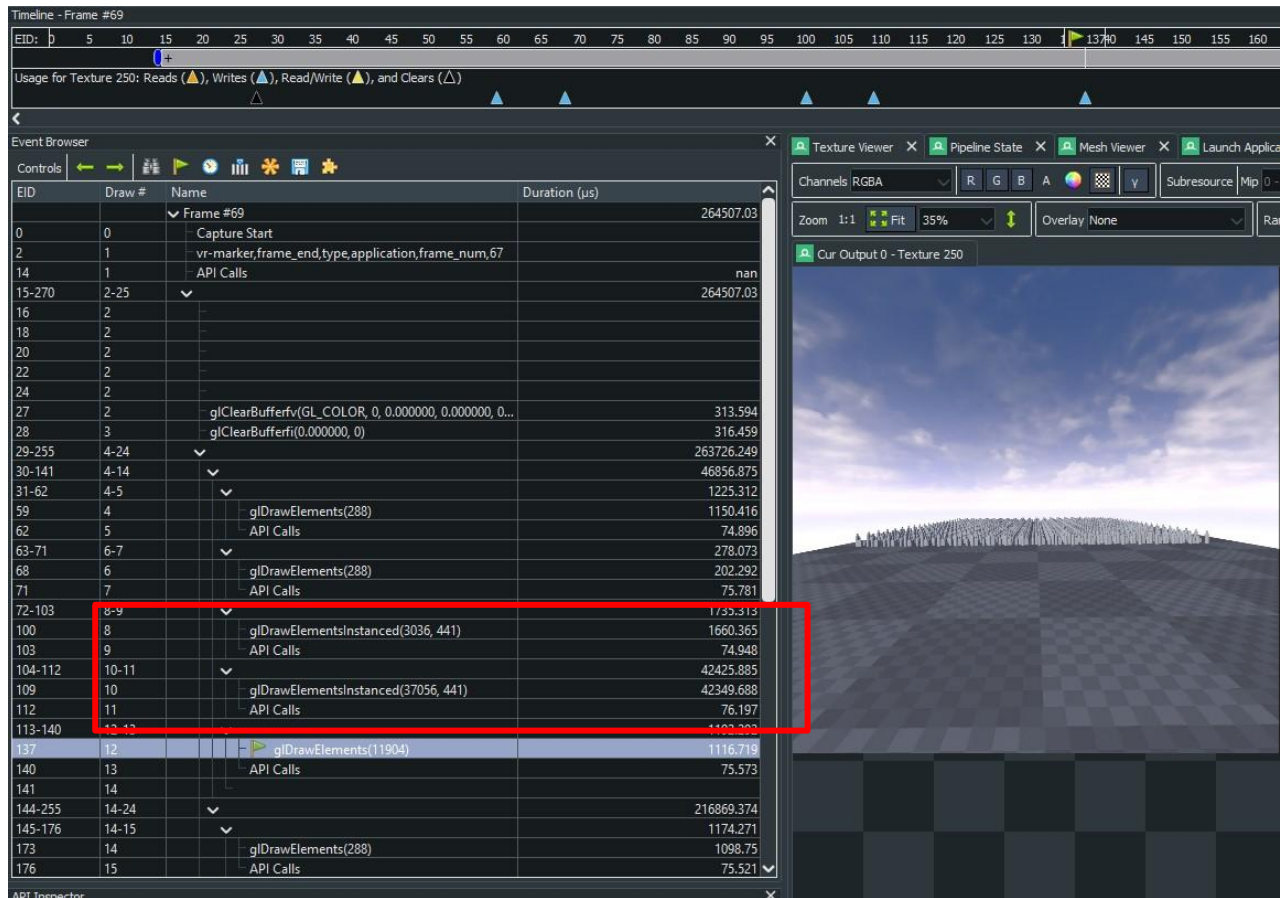 Timeline - Frame #69
EID: 0 5 10 15 20 25 30 35 40 45 50 55 60 65 70 75 80 85 90 95 100 105 110 115 120 125 130 137 140 145 150 155 160
+
Usage for Texture 250: Reads (▲), Writes (▲), Read/Write (▲), and Clears (△)
Event Browser
Controls
EID Draw # Name Duration (µs)
Frame #69 264507.03
0 0 Capture Start
2 1 vr-marker,frame_end,type,application,frame_num,67
14 1 API Calls nan
15-270 2-25 264507.03
16 2
18 2
20 2
22 2
24 2
27 2 glClearBufferfv(GL_COLOR, 0, 0.000000, 0.000000, 0... 313.594
28 3 glClearBufferfi(0.000000, 0) 316.459
29-255 4-24 263726.249
30-141 4-14 46856.875
31-62 4-5 1225.312
59 4 glDrawElements(288) 1150.416
62 5 API Calls 74.896
63-71 6-7 278.073
68 6 glDrawElements(288) 202.292
71 7 API Calls 75.781
72-103 8-9 1735.313
100 8 glDrawElementsInstanced(3036, 441) 1660.365
103 9 API Calls 74.948
104-112 10-11 42425.885
109 10 glDrawElementsInstanced(37056, 441) 42349.688
112 11 API Calls 76.197
113-140 12-13
137 12 glDrawElements(11904) 1116.719
140 13 API Calls 75.573
141 14
144-255 14-24 216869.374
145-176 14-15 1174.271
173 14 glDrawElements(288) 1098.75
176 15 API Calls 75.521
API Inspector
Texture Viewer Pipeline State Mesh Viewer Launch Applica
Channels RGBA R G B A γ Subresource Mip 0 -
Zoom 1:1 Fit 35% Overlay None Ra
Cur Output 0 - Texture 250